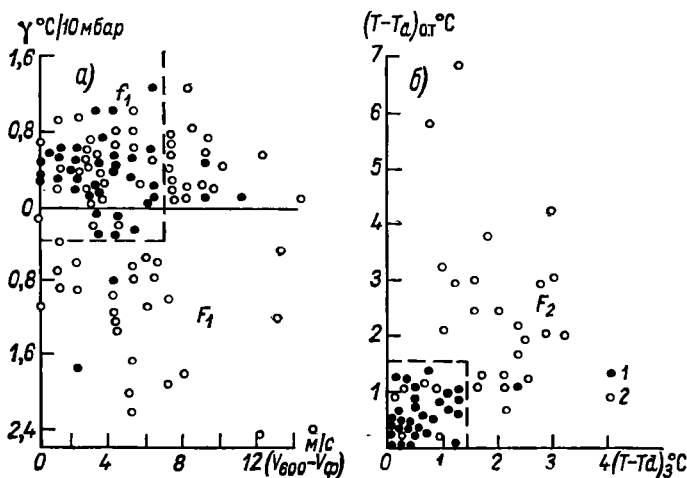 γ °C/10 мбар
(T-Td)от °C
1,6
0,8
0
0,8
1,6
2,4
а)
f₁
F₁
0
4
8
12
м/с
(V600-Vф)
7
6
5
4
3
2
1
0
б)
F₂
1
2
1
2
3
4 (T-Td)з °C